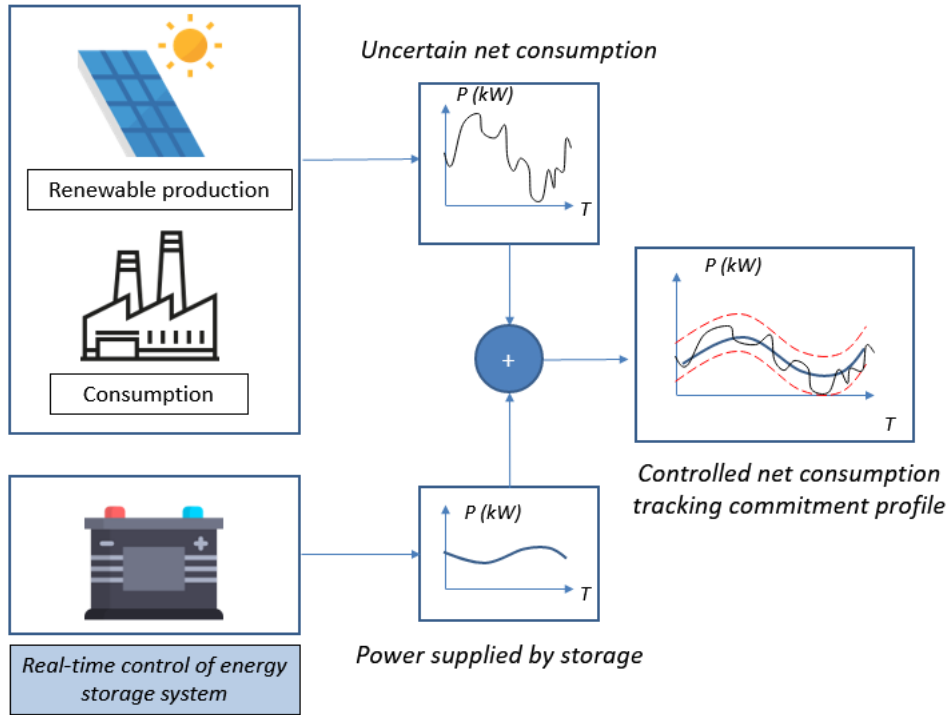 Uncertain net consumption
P (kW)
T
Renewable production
Consumption
+
P (kW)
T
Controlled net consumption
tracking commitment profile
P (kW)
T
Power supplied by storage
- +
Real-time control of energy
storage system